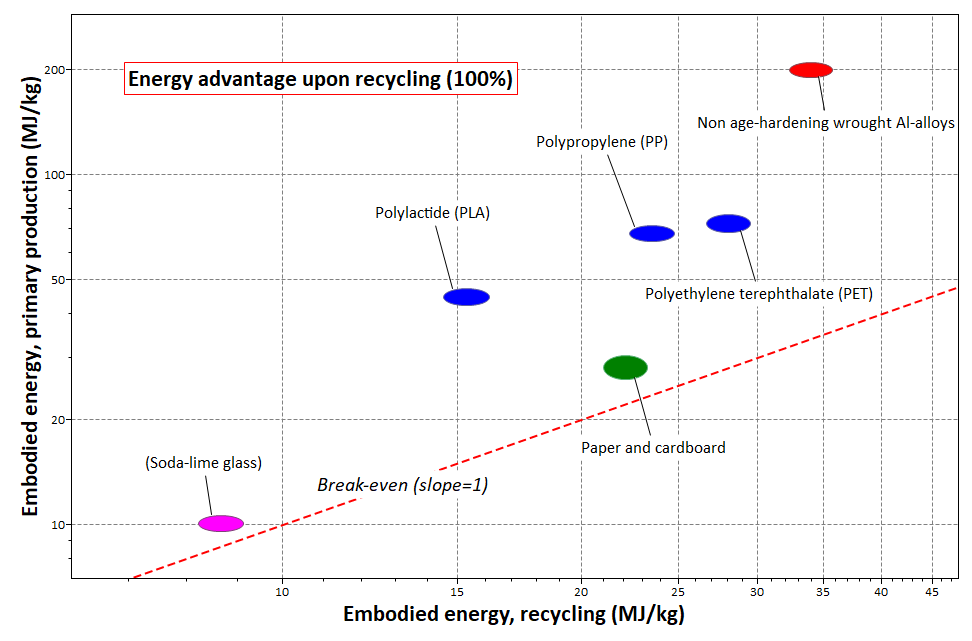 Energy advantage upon recycling (100%)
Non age-hardening wrought Al-alloys
Polypropylene (PP)
Polylactide (PLA)
Polyethylene terephthalate (PET)
Paper and cardboard
(Soda-lime glass)
Break-even (slope=1)
Embodied energy, primary production (MJ/kg)
200
100
50
20
10
10
15
20
25
30
35
40
45
Embodied energy, recycling (MJ/kg)